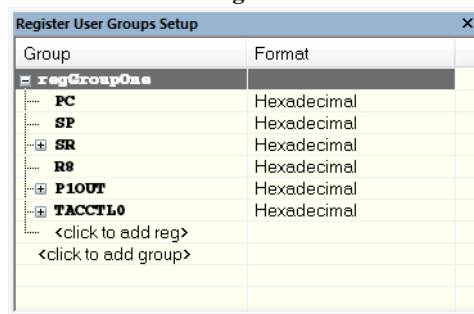 Register User Groups Setup
Group Format
regGroupOne
PC Hexadecimal
SP Hexadecimal
SR Hexadecimal
R8 Hexadecimal
P1OUT Hexadecimal
TACCTL0 Hexadecimal
<click to add reg>
<click to add group>